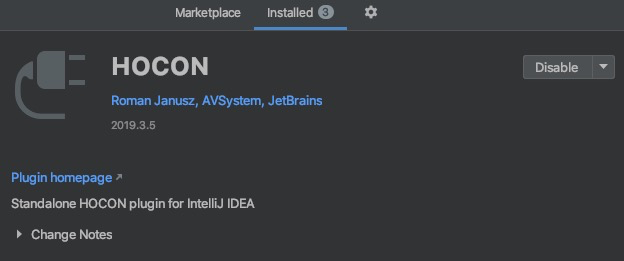 Marketplace Installed 3
HOCON
Disable
Roman Janusz, AVSystem, JetBrains
2019.3.5
Plugin homepage
Standalone HOCON plugin for IntelliJ IDEA
Change Notes